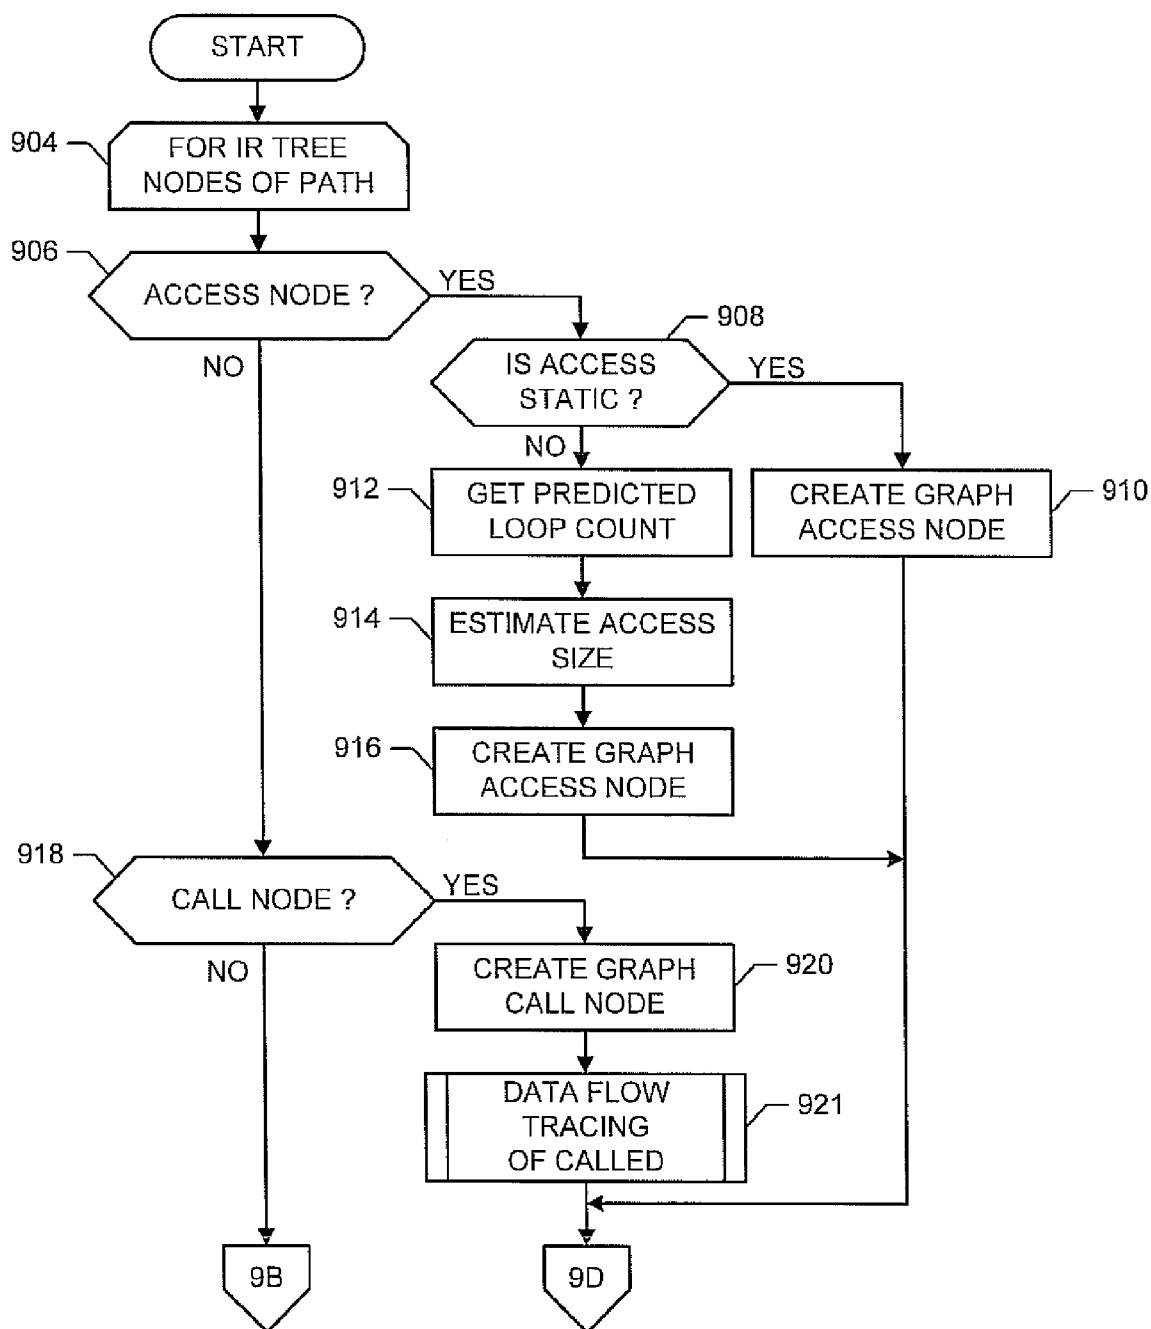 START
904
FOR IR TREE
NODES OF PATH
906
ACCESS NODE ?
YES
NO
908
IS ACCESS
STATIC ?
YES
NO
912
GET PREDICTED
LOOP COUNT
CREATE GRAPH
ACCESS NODE
910
914
ESTIMATE ACCESS
SIZE
916
CREATE GRAPH
ACCESS NODE
918
CALL NODE ?
YES
NO
CREATE GRAPH
CALL NODE
920
DATA FLOW
TRACING
OF CALLED
921
9B
9D